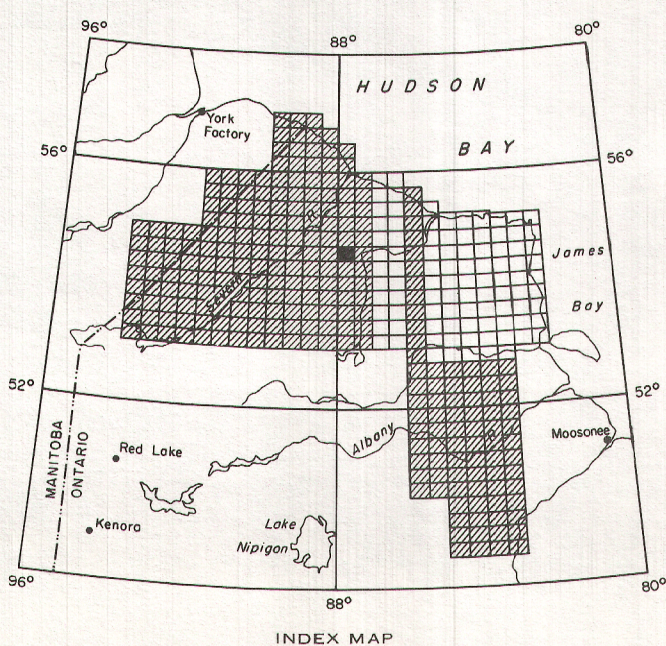 96°
88°
80°
HUDSON
York
Factory
BAY
56°
56°
James
Severn
R.
Bay
52°
52°
Albany
R.
Moosonee
Red Lake
MANITOBA
ONTARIO
Kenora
Lake
Nipigon
96°
88°
80°
INDEX MAP